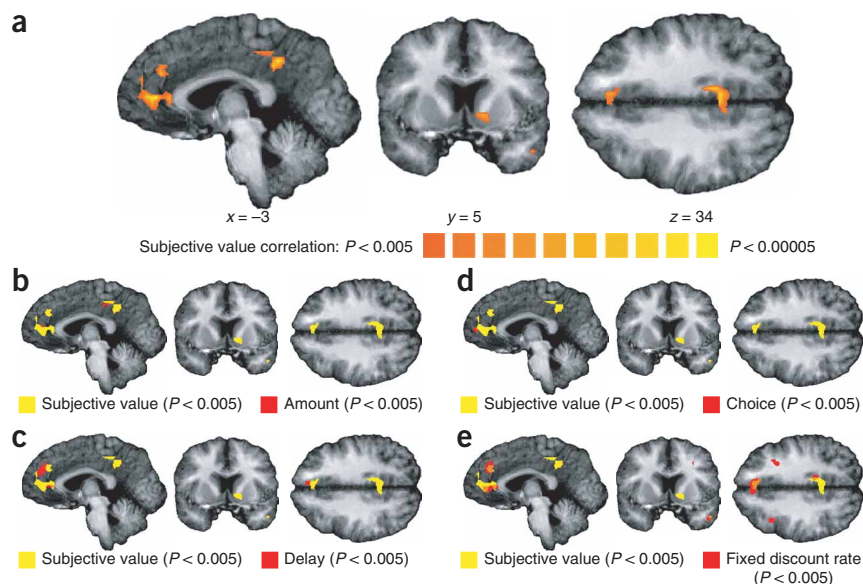 a
x = –3
y = 5
z = 34
Subjective value correlation: P < 0.005
P < 0.00005
b
Subjective value (P < 0.005)
Amount (P < 0.005)
d
Subjective value (P < 0.005)
Choice (P < 0.005)
c
Subjective value (P < 0.005)
Delay (P < 0.005)
e
Subjective value (P < 0.005)
Fixed discount rate
(P < 0.005)